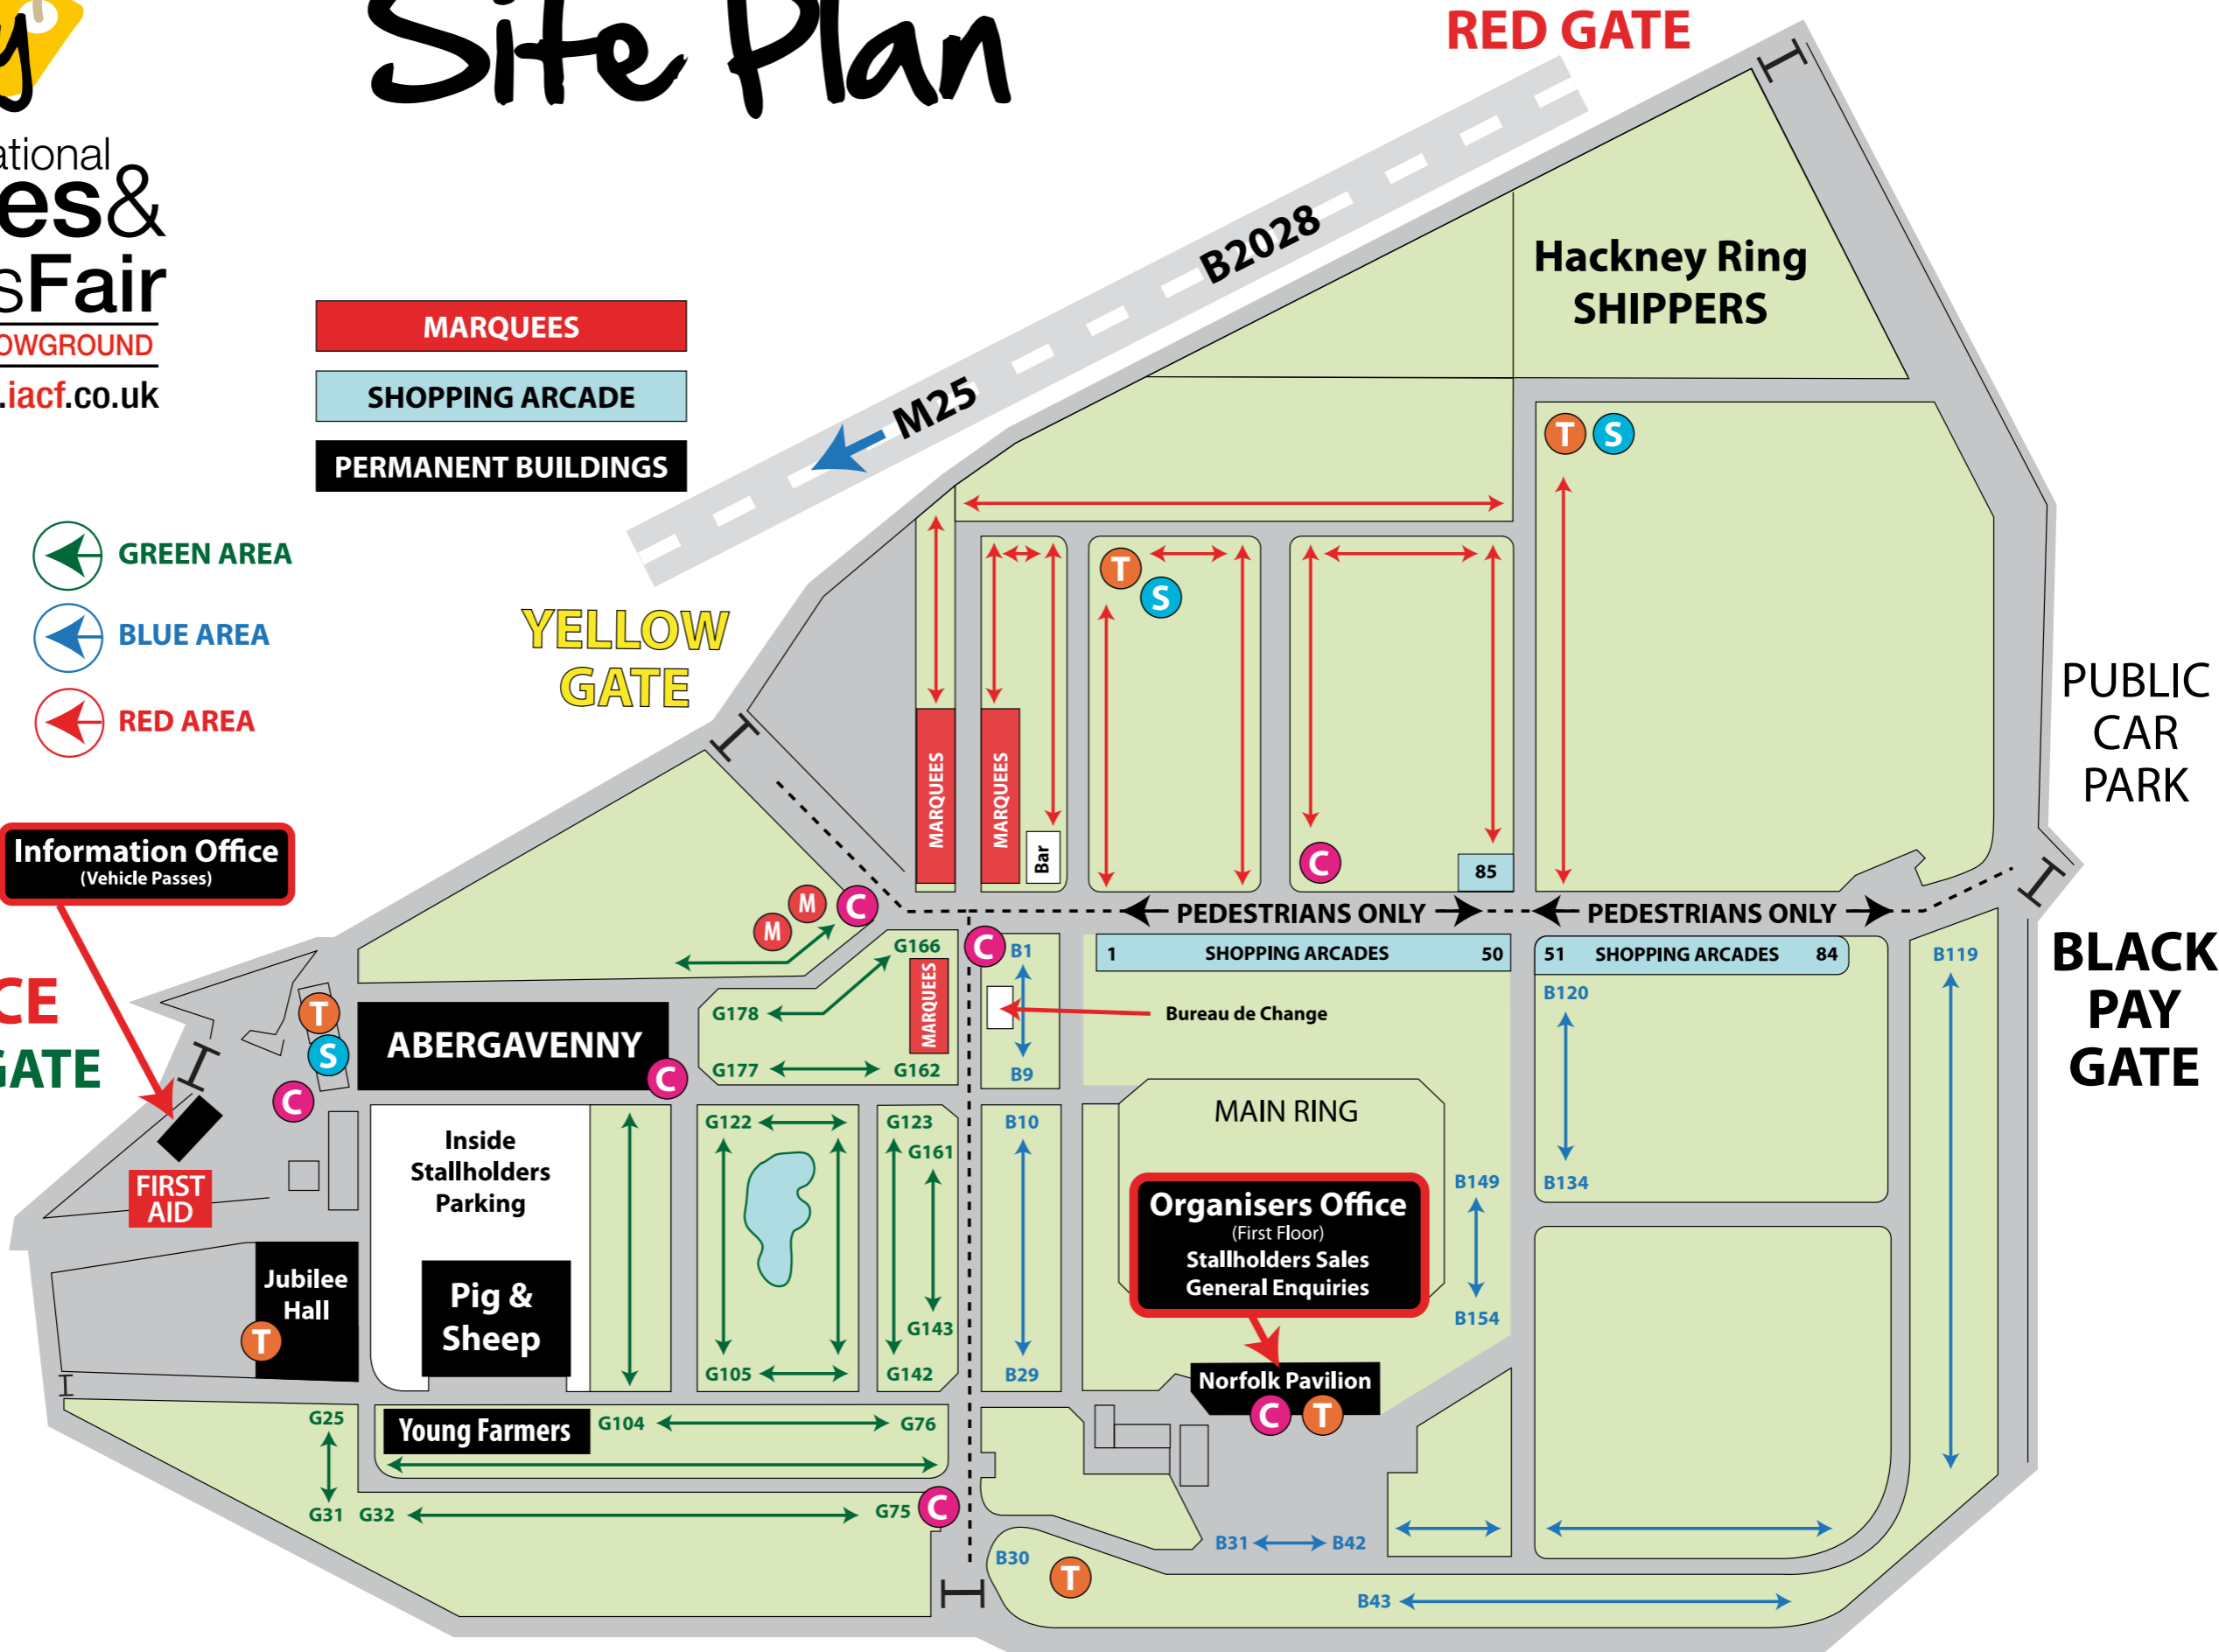 Site Plan
RED GATE
y
ational
es&
sFair
OWGROUND
.iacf.co.uk
MARQUEES
SHOPPING ARCADE
PERMANENT BUILDINGS
GREEN AREA
BLUE AREA
RED AREA
B2028
M25
Hackney Ring
SHIPPERS
YELLOW
GATE
T S
T
S
PUBLIC
CAR
PARK
MARQUEES
MARQUEES
Bar
C
85
Information Office
(Vehicle Passes)
M
M
C
PEDESTRIANS ONLY
PEDESTRIANS ONLY
1 SHOPPING ARCADES 50
51 SHOPPING ARCADES 84
BLACK
PAY
GATE
CE
GATE
T
S
C
ABERGAVENNY
C
G166
G178
MARQUEES
G177
G162
C
B1
B9
Bureau de Change
B119
B120
B134
FIRST
AID
Inside
Stallholders
Parking
G122
G123
G161
G143
G105
G142
B10
B29
MAIN RING
Organisers Office
(First Floor)
Stallholders Sales
General Enquiries
B149
B154
Jubilee
Hall
T
Pig &
Sheep
Norfolk Pavilion
C T
G25
G31
Young Farmers
G104
G76
G32
G75
C
B30
T
B31
B42
B43